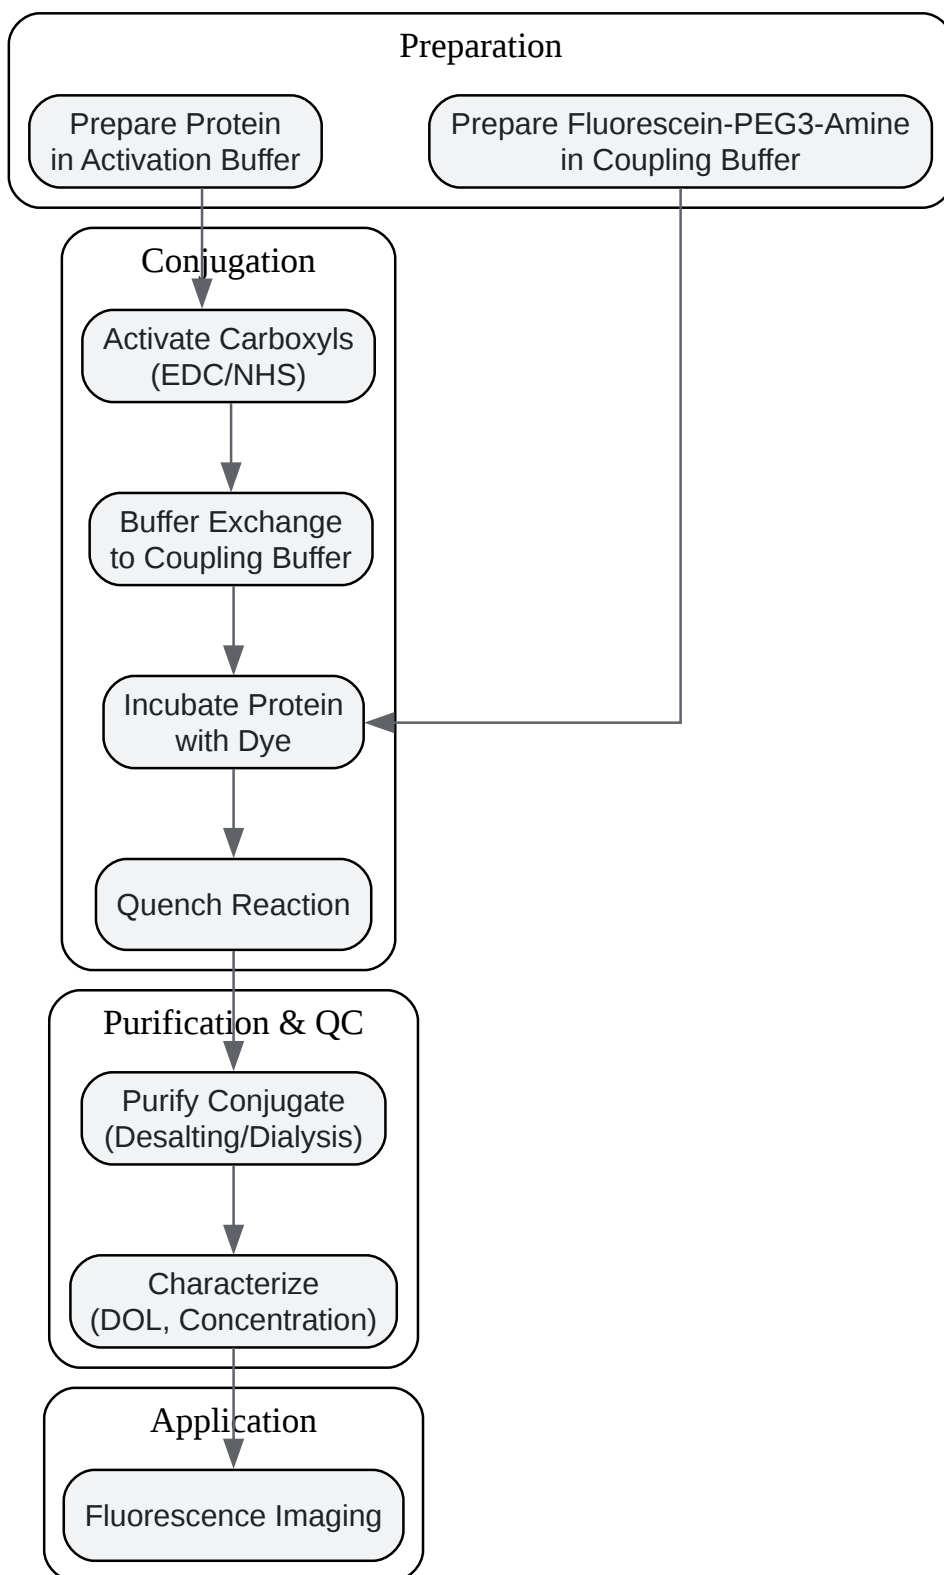 Preparation
Prepare Protein
in Activation Buffer
Prepare Fluorescein-PEG3-Amine
in Coupling Buffer
Conjugation
Activate Carboxyls
(EDC/NHS)
Buffer Exchange
to Coupling Buffer
Incubate Protein
with Dye
Quench Reaction
Purification & QC
Purify Conjugate
(Desalting/Dialysis)
Characterize
(DOL, Concentration)
Application
Fluorescence Imaging